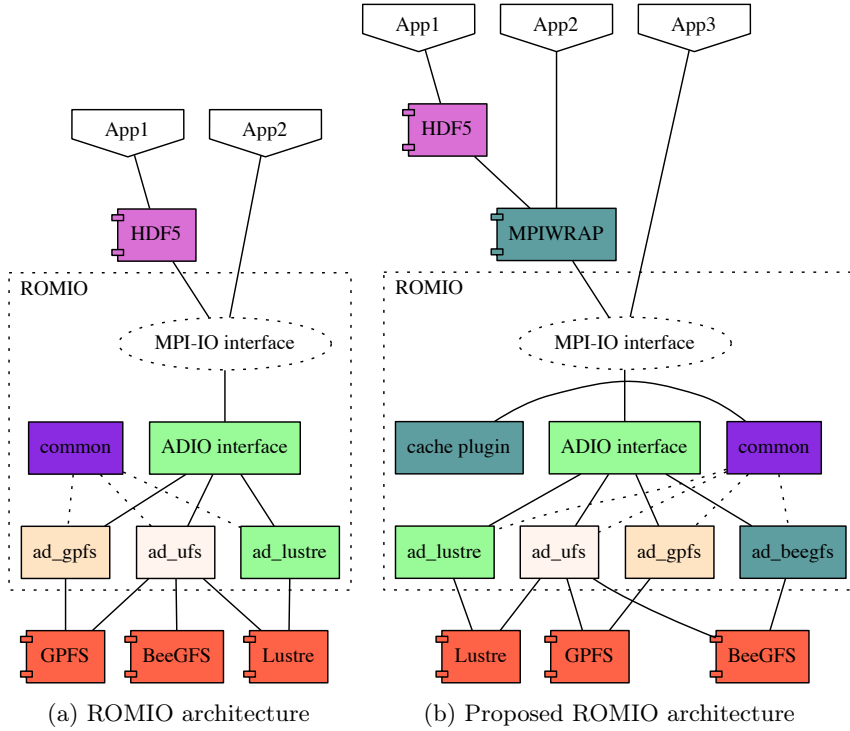 App1 App2
HDF5
ROMIO
MPI-IO interface
common ADIO interface
ad_gpfs ad_ufs ad_lustre
GPFS BeeGFS Lustre
(a) ROMIO architecture
App1 App2 App3
HDF5
MPIWRAP
ROMIO
MPI-IO interface
cache plugin ADIO interface common
ad_lustre ad_ufs ad_gpfs ad_beegfs
Lustre GPFS BeeGFS
(b) Proposed ROMIO architecture